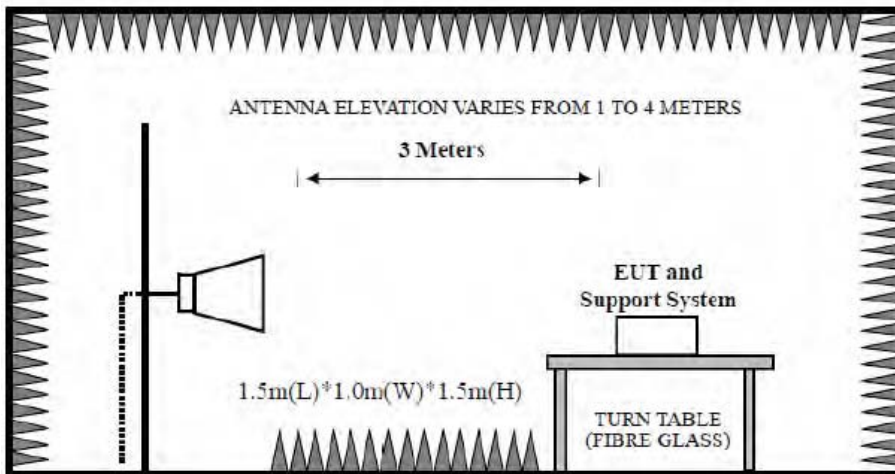 ANTENNA ELEVATION VARIES FROM 1 TO 4 METERS
3 Meters
EUT and
Support System
1.5m(L)*1.0m(W)*1.5m(H)
TURN TABLE
(FIBRE GLASS)